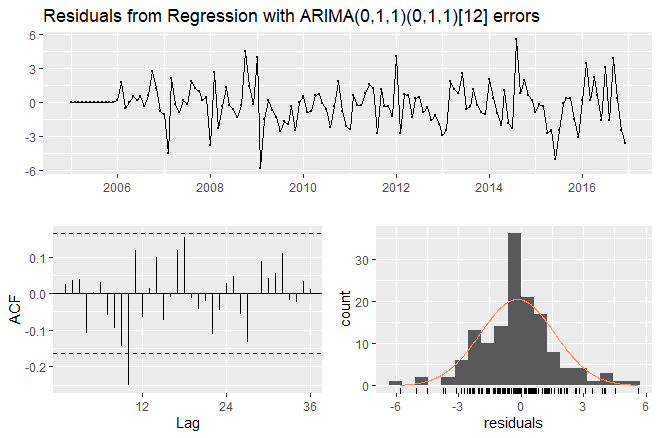 Residuals from Regression with ARIMA(0,1,1)(0,1,1)[12] errors
6
3
0
-3
-6
2006 2008 2010 2012 2014 2016
ACF
0.1
0.0
-0.1
-0.2
12 24 36
Lag
count
30
20
10
0
-6 -3 0 3 6
residuals